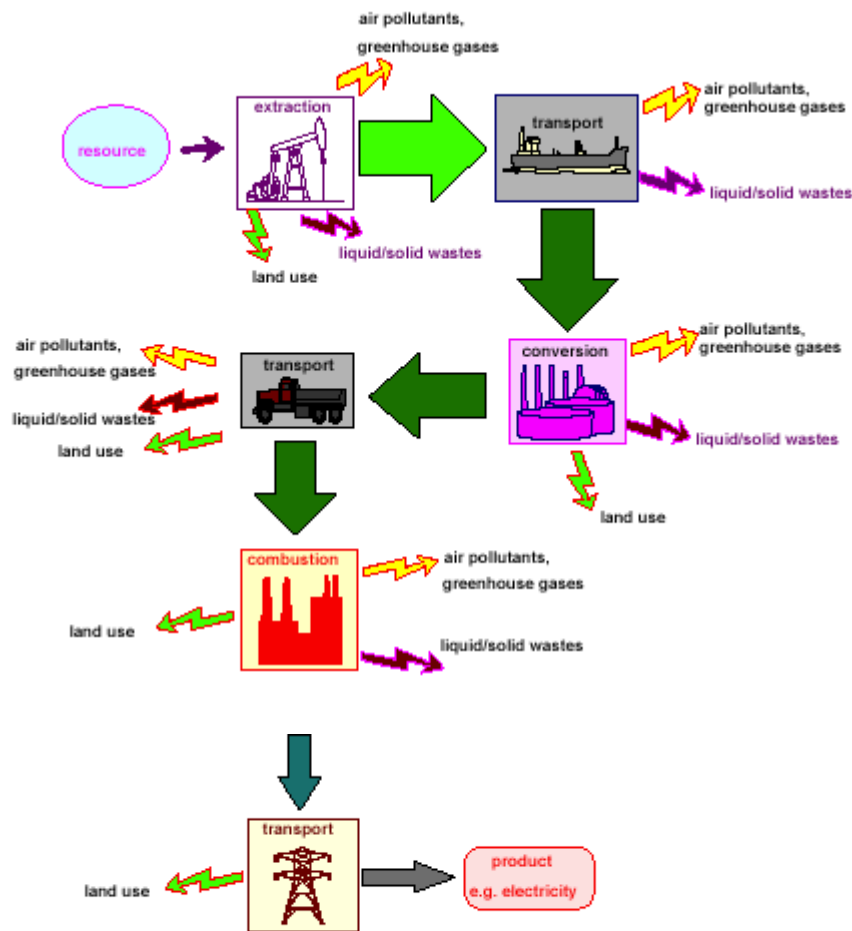 air pollutants,
greenhouse gases
extraction
resource
liquid/solid wastes
land use
transport
air pollutants,
greenhouse gases
liquid/solid wastes
conversion
air pollutants,
greenhouse gases
liquid/solid wastes
land use
transport
air pollutants,
greenhouse gases
liquid/solid wastes
land use
combustion
air pollutants,
greenhouse gases
land use
liquid/solid wastes
transport
land use
product
e.g. electricity